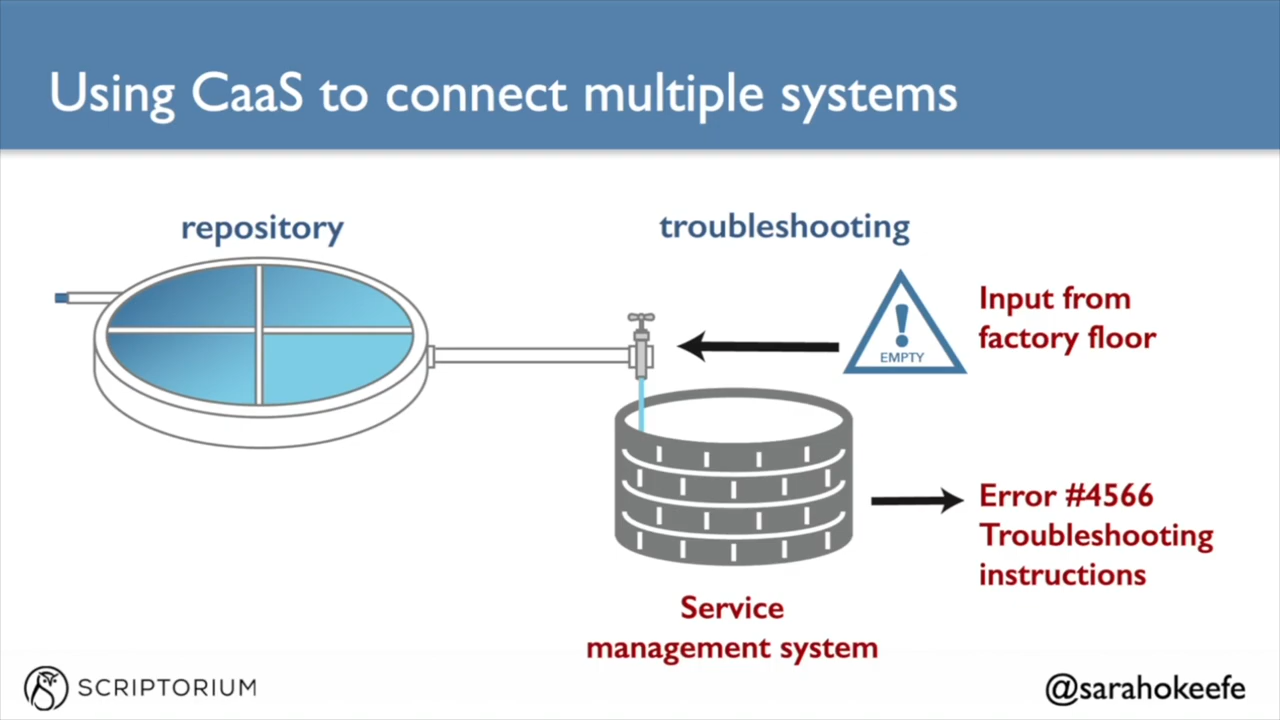 Using CaaS to connect multiple systems
repository
troubleshooting
Input from
factory floor
EMPTY
Error #4566
Troubleshooting
instructions
Service
management system
SCRIPTORIUM
@sarahokeefe